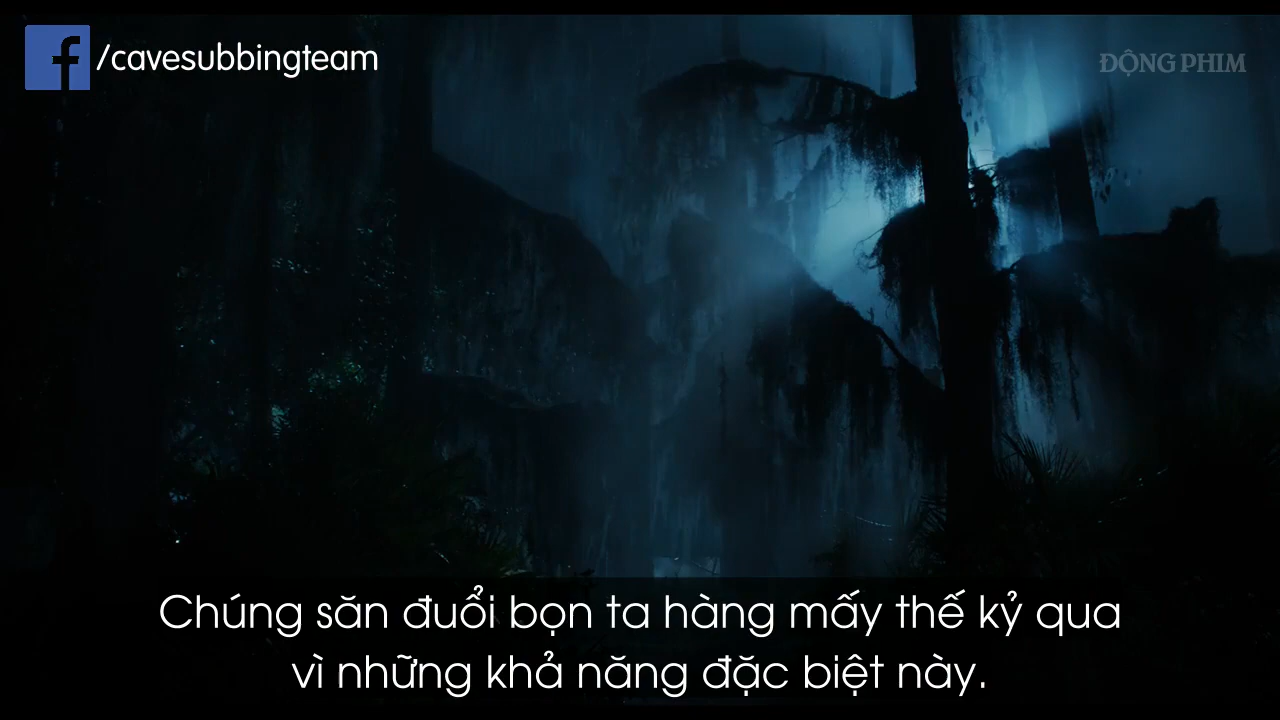 /cavesubbingteam
ĐỘNG PHIM
Chúng săn đuổi bọn ta hàng mấy thế kỷ qua
vì những khả năng đặc biệt này.